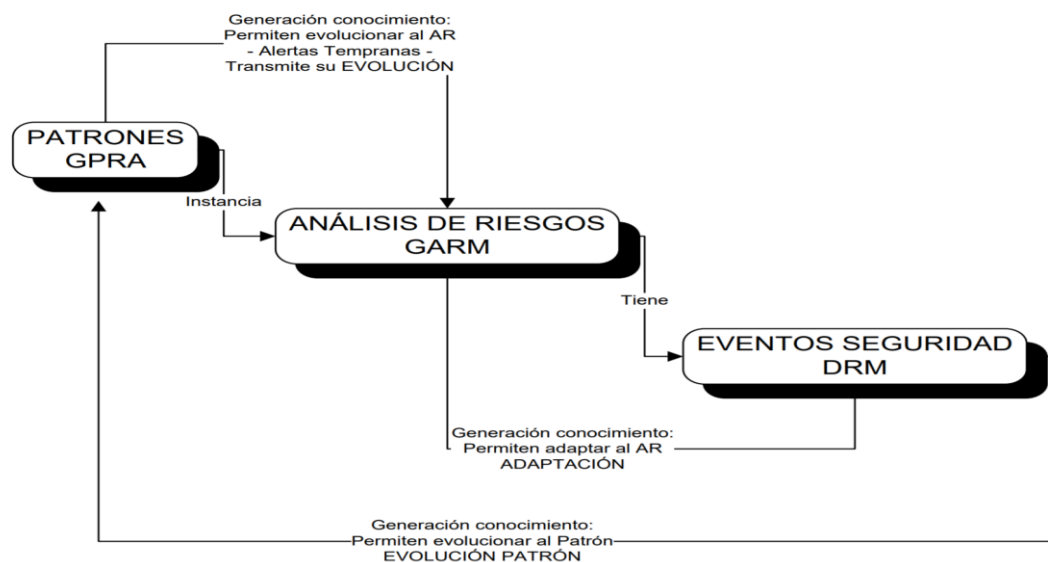 Generación conocimiento:
Permiten evolucionar al AR
- Alertas Tempranas -
Transmite su EVOLUCIÓN
PATRONES
GPRA
Instancia
ANÁLISIS DE RIESGOS
GARM
Tiene
EVENTOS SEGURIDAD
DRM
Generación conocimiento:
Permiten adaptar al AR
ADAPTACIÓN
Generación conocimiento:
Permiten evolucionar al Patrón
EVOLUCIÓN PATRÓN